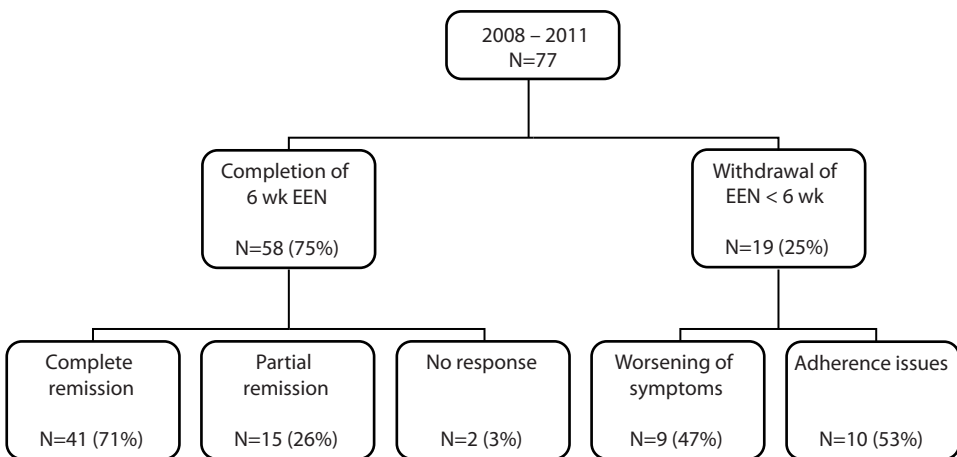 2008 – 2011
N=77
Completion of
6 wk EEN
N=58 (75%)
Withdrawal of
EEN < 6 wk
N=19 (25%)
Complete
remission
N=41 (71%)
Partial
remission
N=15 (26%)
No response
N=2 (3%)
Worsening of
symptoms
N=9 (47%)
Adherence issues
N=10 (53%)